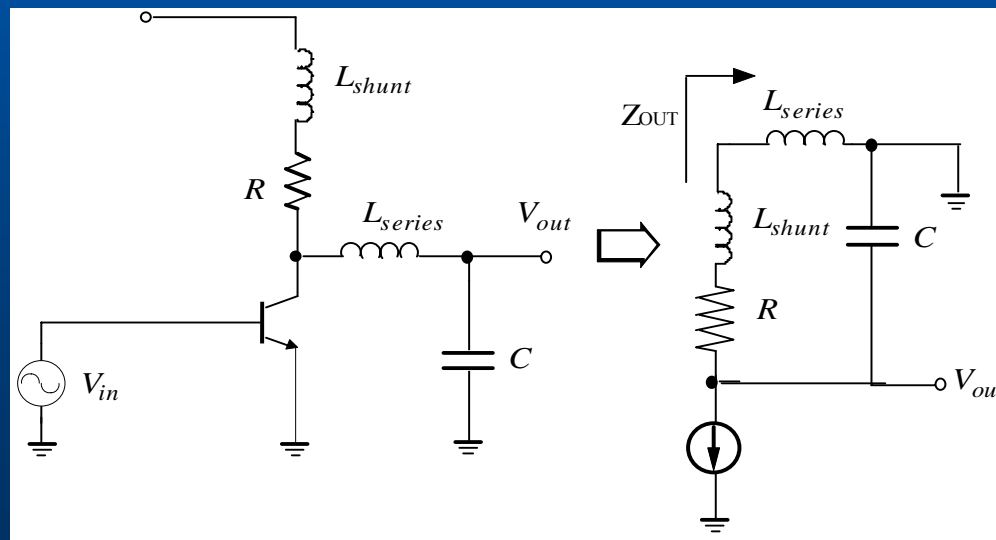 L_shunt
R
L_series
V_out
C
V_in
Z_OUT
L_series
L_shunt
C
R
V_ou